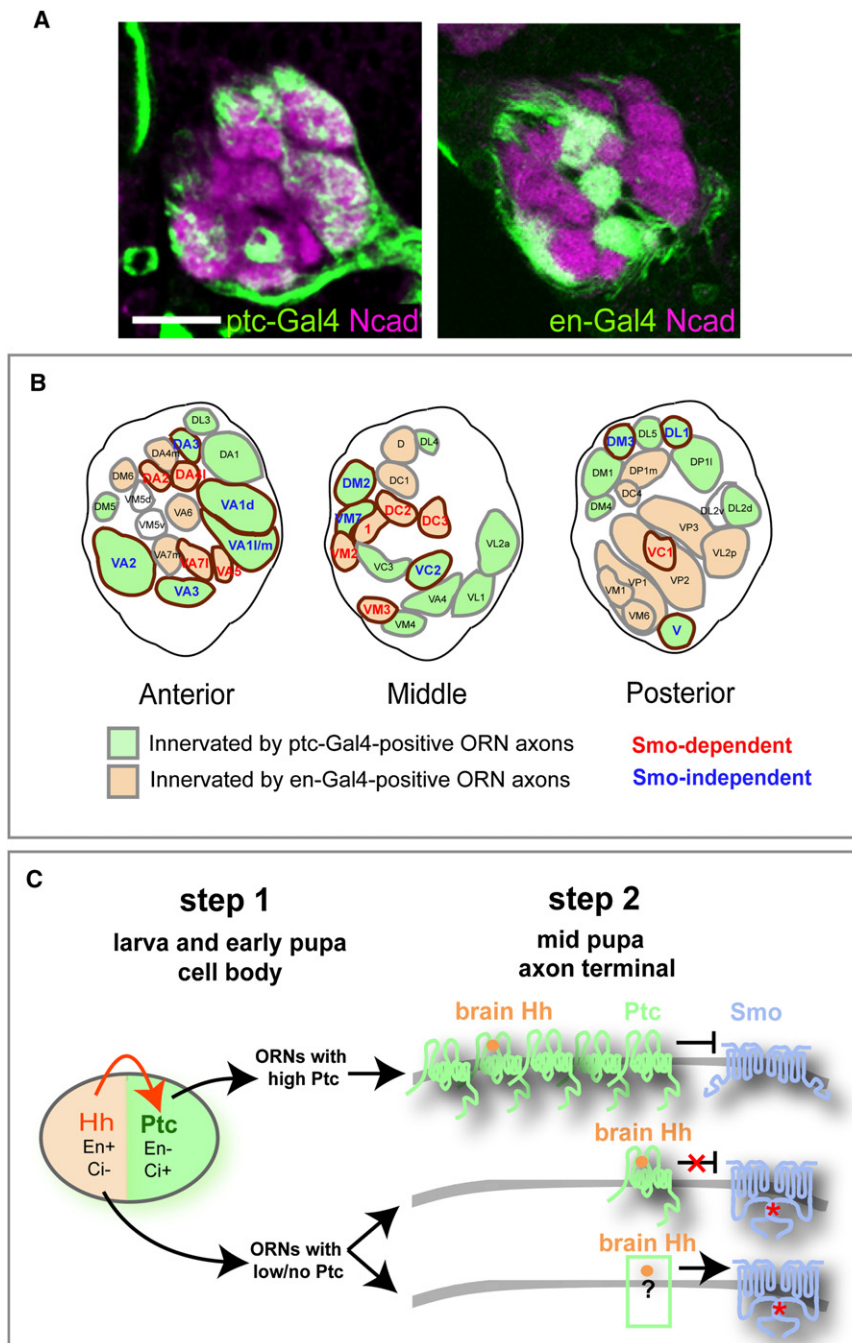 A
ptc-Gal4 Ncad
en-Gal4 Ncad
B
DL3
DA3
DA4m
DA1
DM6
DA2
DA4l
VM5d
DM5
VA6
VA1d
VM5v
VA1l/m
VA2
VA7m
VA7l
VA5
VA3
D
DL4
DM2
DC1
VM7
1
DC2
DC3
VM2
VC3
VC2
VL2a
VM3
VA4
VL1
VM4
DM3
DL5
DL1
DM1
DP1m
DP1l
DM4
DC4
DL2v
DL2d
VP3
VC1
VL2p
VP1
VP2
VM1
VM6
V
Anterior
Middle
Posterior
Innervated by ptc-Gal4-positive ORN axons
Smo-dependent
Innervated by en-Gal4-positive ORN axons
Smo-independent
C
step 1
step 2
larva and early pupa
cell body
mid pupa
axon terminal
brain Hh
Ptc
Smo
ORNs with
high Ptc
Hh
Ptc
En+
En-
Ci-
Ci+
brain Hh
*
ORNs with
low/no Ptc
brain Hh
?
*